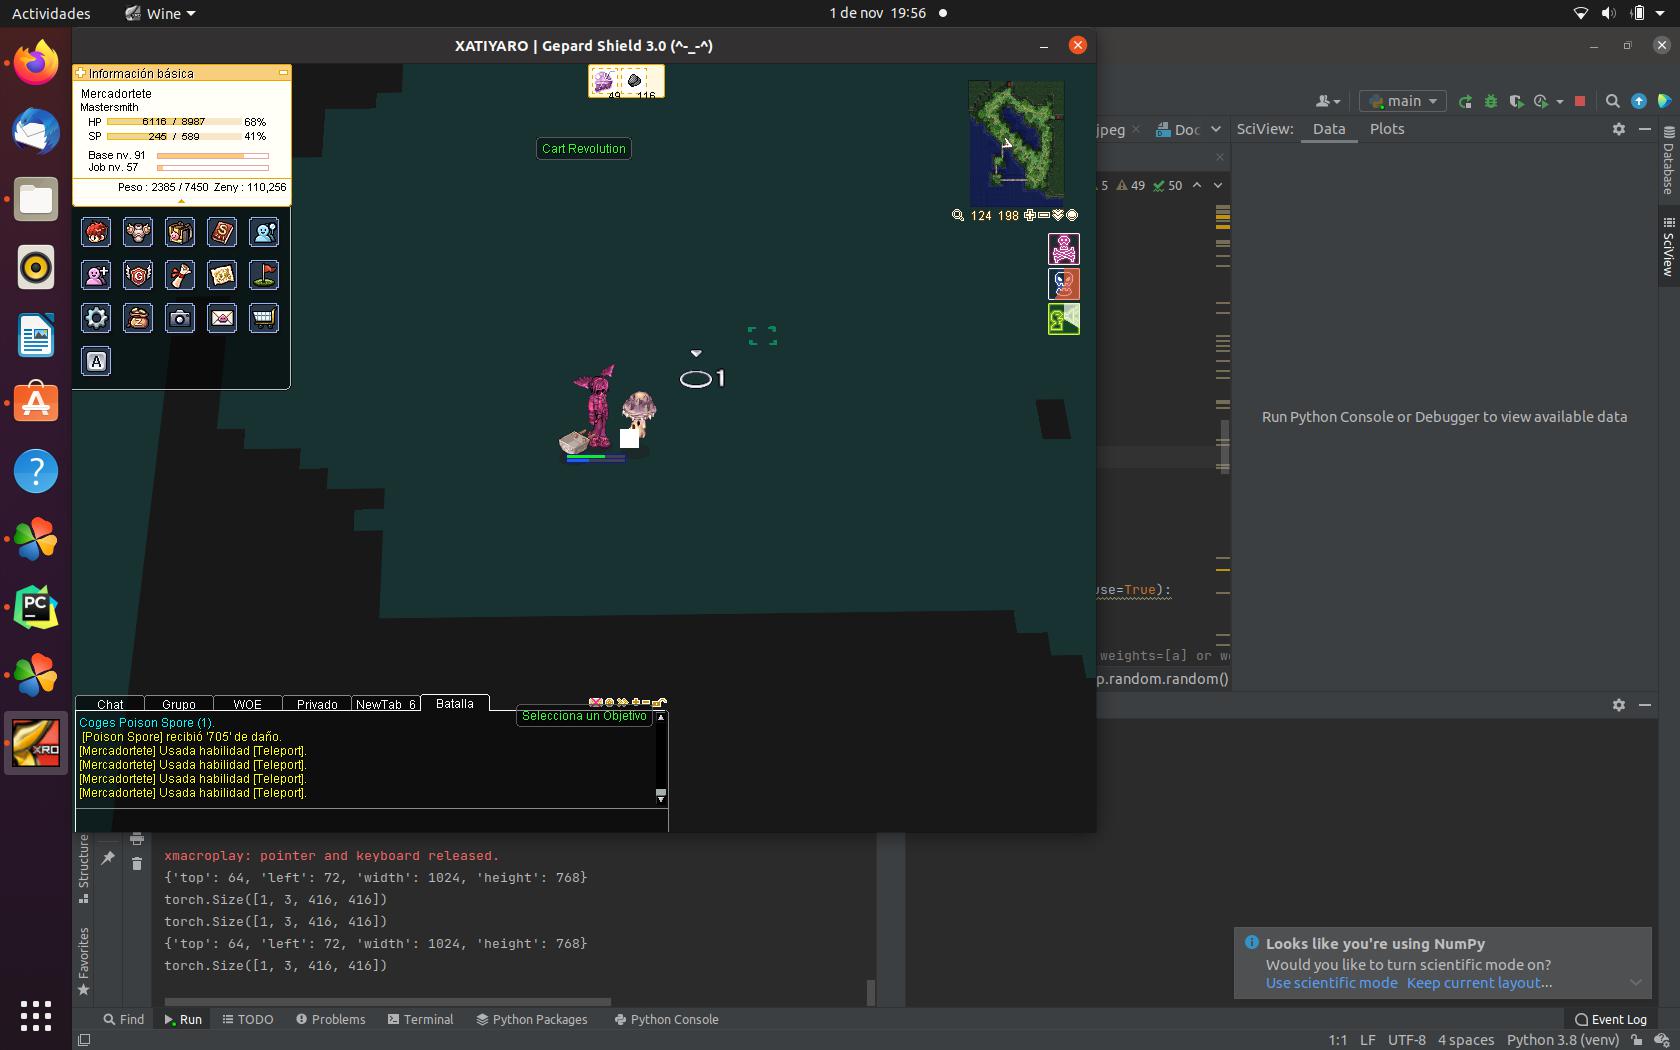 Actividades
Wine
1 de nov 19:56
XATIYARO | Gepard Shield 3.0 (^-_-^)
Información básica
Mercadortete
Mastersmith
HP 6116 / 8987 68%
SP 245 / 589 41%
Base nv. 91
Job nv. 57
Peso : 2385 / 7450 Zeny : 110,256
49 116
Cart Revolution
124 198
1
A
Chat
Grupo
WOE
Privado
NewTab 6
Batalla
Selecciona un Objetivo
Coges Poison Spore (1).
[Poison Spore] recibió '705' de daño.
[Mercadortete] Usada habilidad [Teleport].
[Mercadortete] Usada habilidad [Teleport].
[Mercadortete] Usada habilidad [Teleport].
[Mercadortete] Usada habilidad [Teleport].
main
jpeg
Doc
SciView:
Data
Plots
5 49 50
Database
SciView
Run Python Console or Debugger to view available data
use=True):
weights=[a] or w
p.random.random()
PC
XRO
Structure
Favorites
xmacroplay: pointer and keyboard released.
{'top': 64, 'left': 72, 'width': 1024, 'height': 768}
torch.Size([1, 3, 416, 416])
torch.Size([1, 3, 416, 416])
{'top': 64, 'left': 72, 'width': 1024, 'height': 768}
torch.Size([1, 3, 416, 416])
Looks like you're using NumPy
Would you like to turn scientific mode on?
Use scientific mode Keep current layout...
Find
Run
TODO
Problems
Terminal
Python Packages
Python Console
Event Log
1:1 LF UTF-8 4 spaces Python 3.8 (venv)